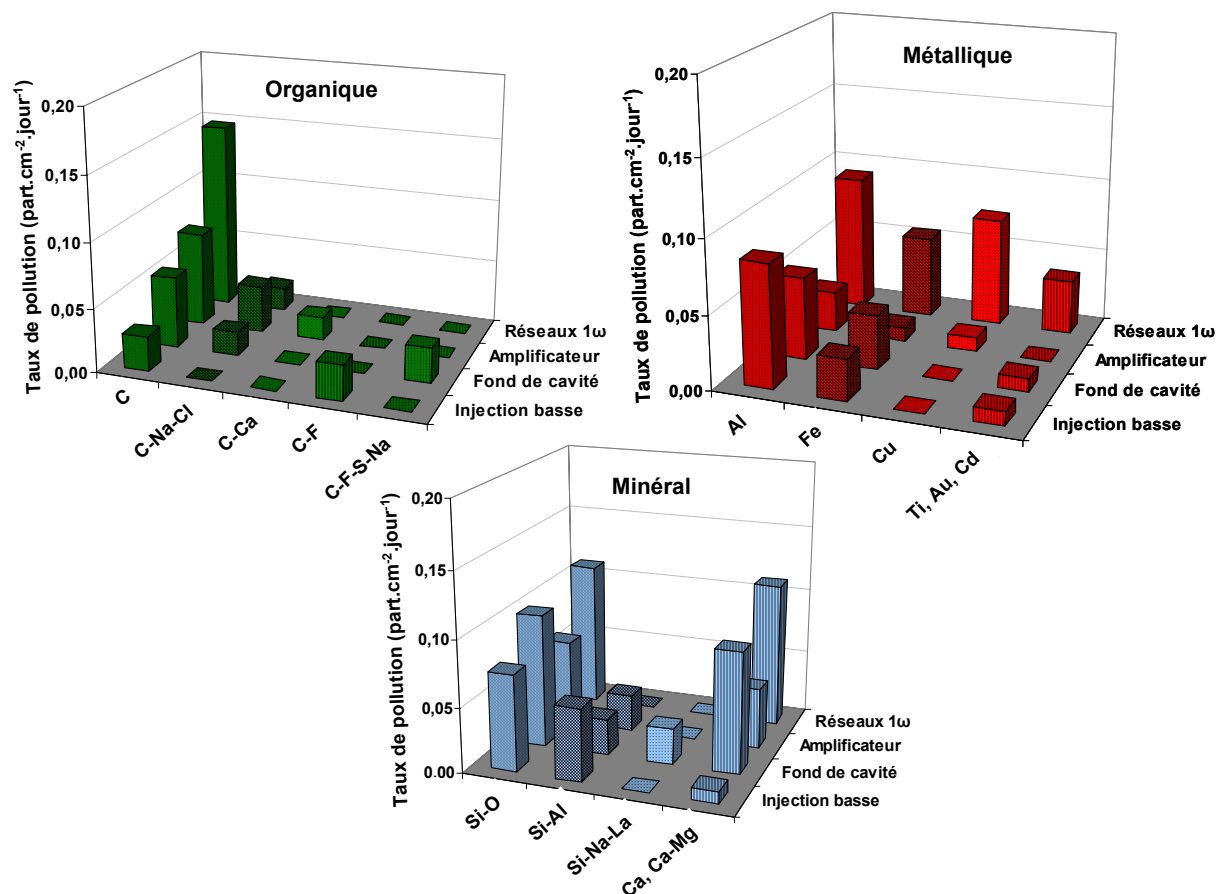 Organique
Taux de pollution (part.cm-2.jour-1)
0,20
0,15
0,10
0,05
0,00
C
C-Na-Cl
C-Ca
C-F
C-F-S-Na
Réseaux 1ω
Amplificateur
Fond de cavité
Injection basse
Métallique
Taux de pollution (part.cm-2.jour-1)
0,20
0,15
0,10
0,05
0,00
Al
Fe
Cu
Ti, Au, Cd
Réseaux 1ω
Amplificateur
Fond de cavité
Injection basse
Minéral
Taux de pollution (part.cm-2.jour-1)
0,20
0,15
0,10
0,05
0.00
Si-O
Si-Al
Si-Na-La
Ca, Ca-Mg
Réseaux 1ω
Amplificateur
Fond de cavité
Injection basse